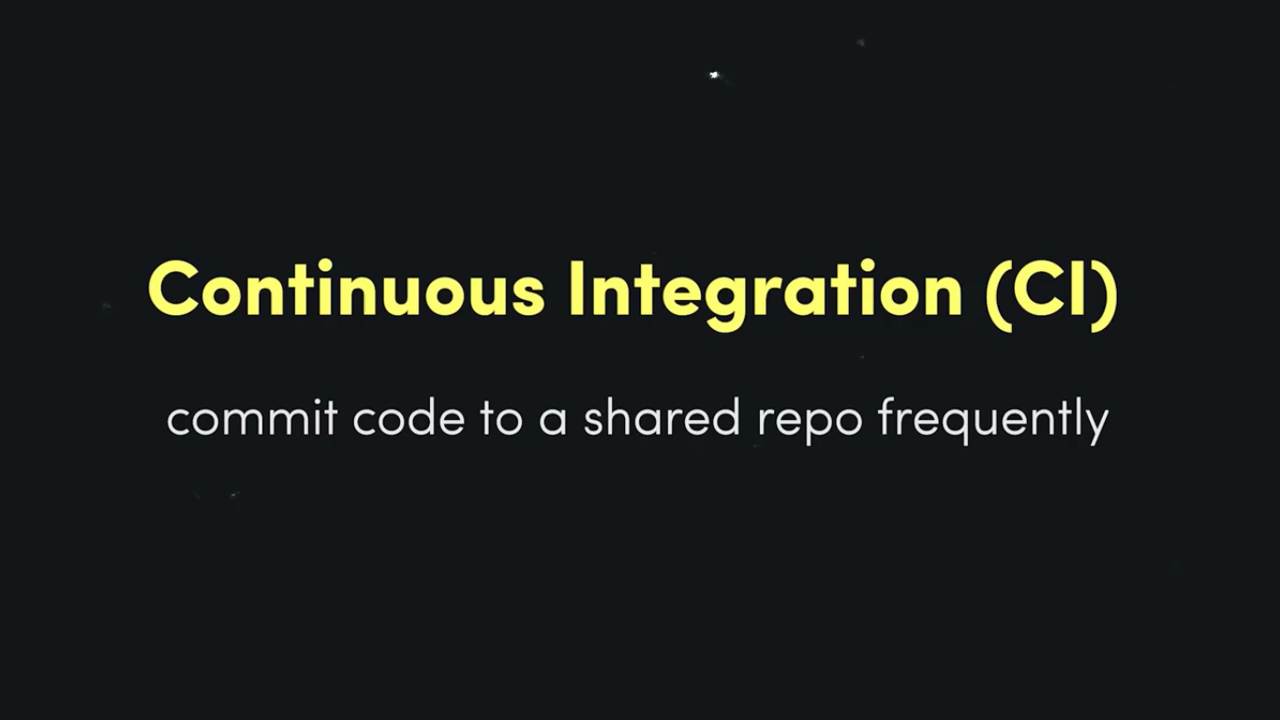 Continuous Integration (CI)
commit code to a shared repo frequently